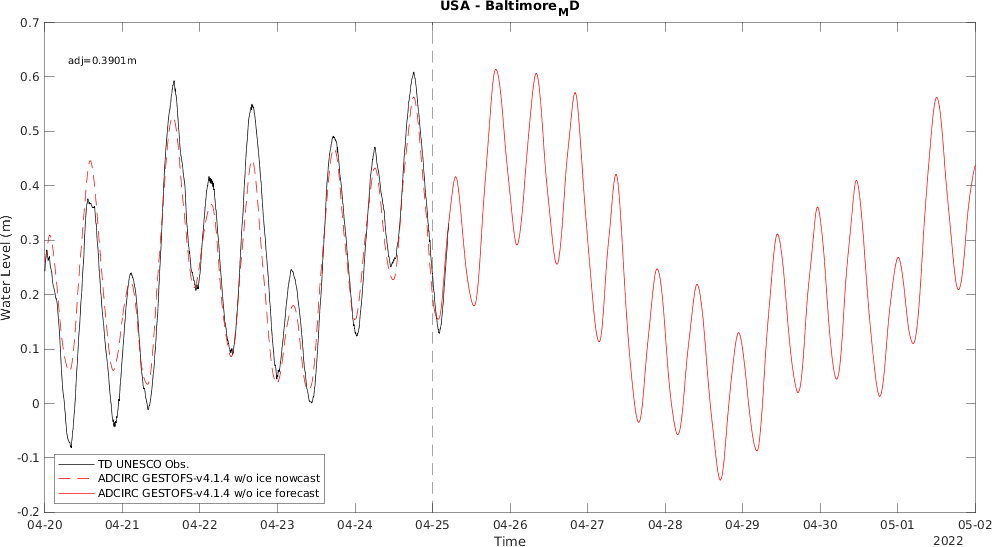 USA - Baltimore_MD
0.7
adj=0.3901m
0.6
0.5
0.4
0.3
0.2
0.1
0
-0.1
-0.2
Water Level (m)
TD UNESCO Obs.
ADCIRC GESTOFS-v4.1.4 w/o ice nowcast
ADCIRC GESTOFS-v4.1.4 w/o ice forecast
04-20 04-21 04-22 04-23 04-24 04-25 04-26 04-27 04-28 04-29 04-30 05-01 05-02
Time
2022